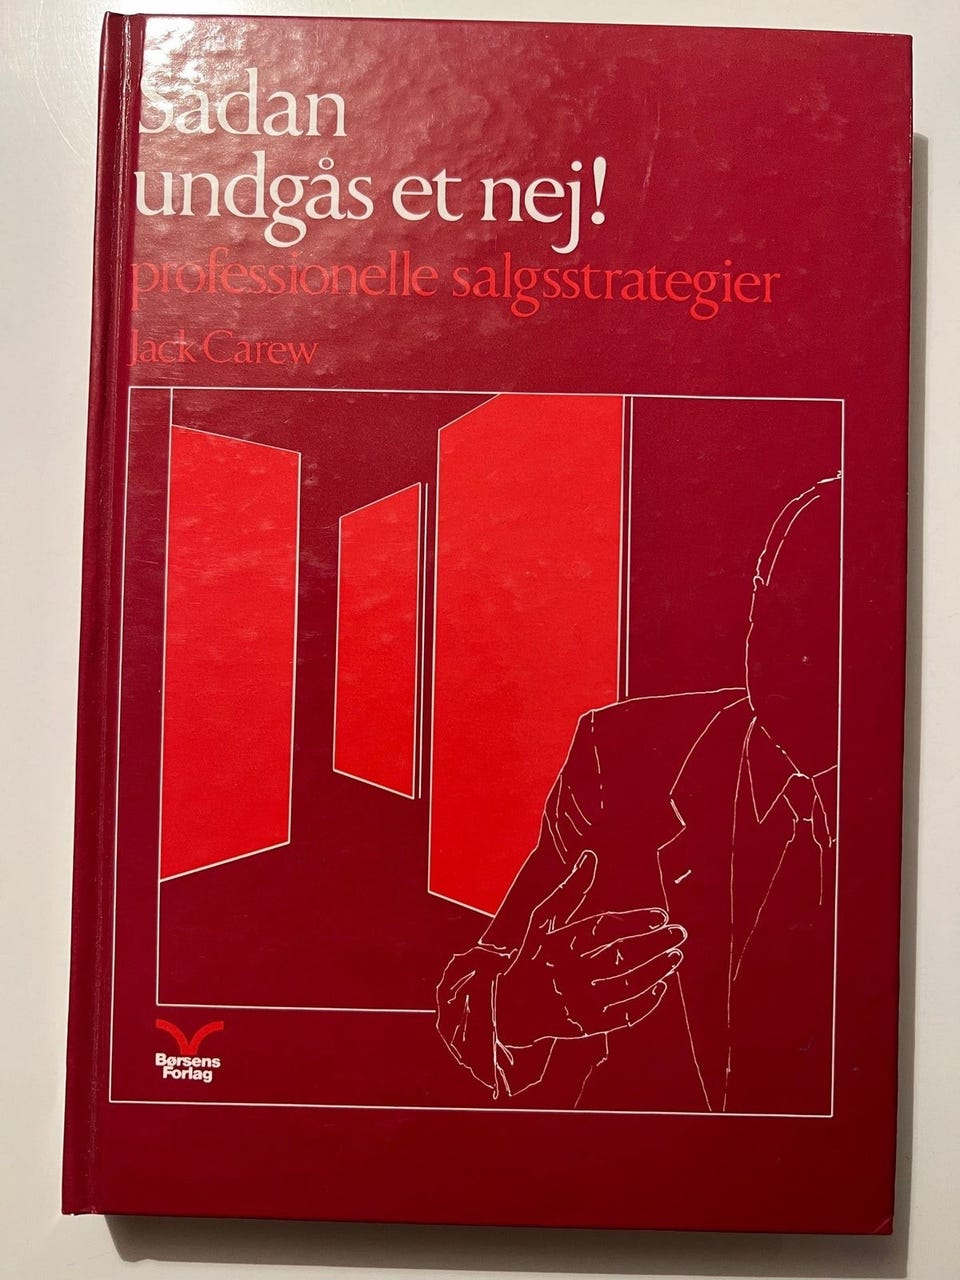 Sådan
undgås et nej!
professionelle salgsstrategier
Jack Carew
Børsens
Forlag